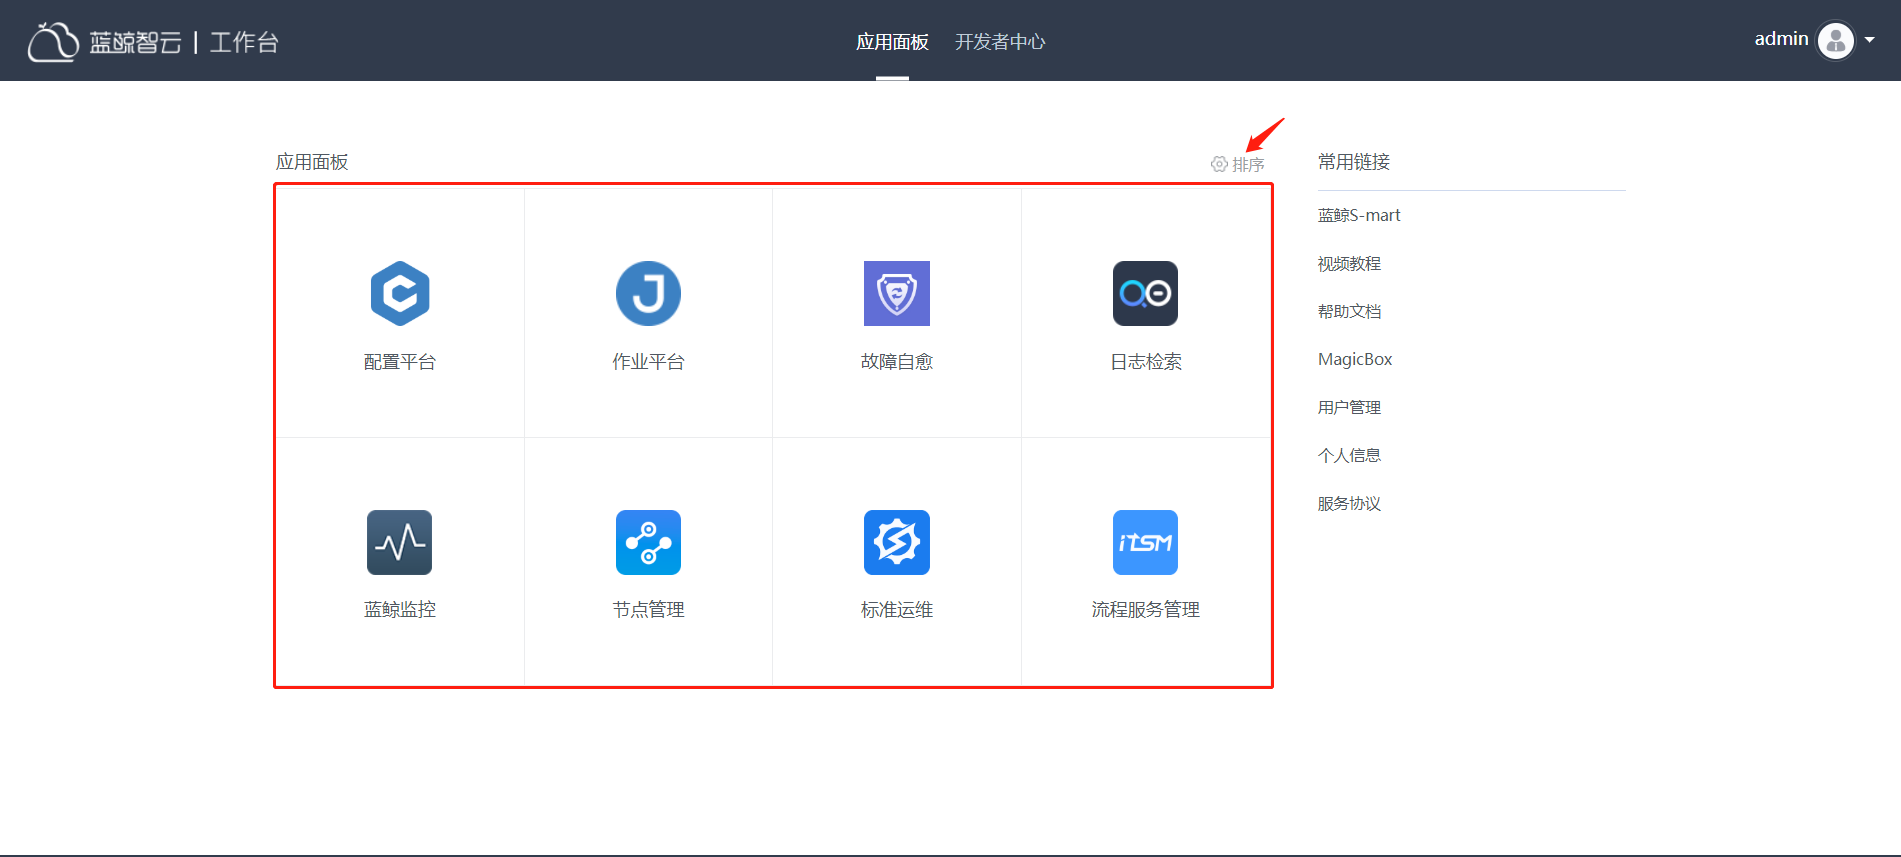 蓝鲸智云 | 工作台
应用面板 开发者中心
admin
应用面板
排序
配置平台
作业平台
故障自愈
日志检索
iTSM
蓝鲸监控
节点管理
标准运维
流程服务管理
常用链接
蓝鲸S-mart
视频教程
帮助文档
MagicBox
用户管理
个人信息
服务协议